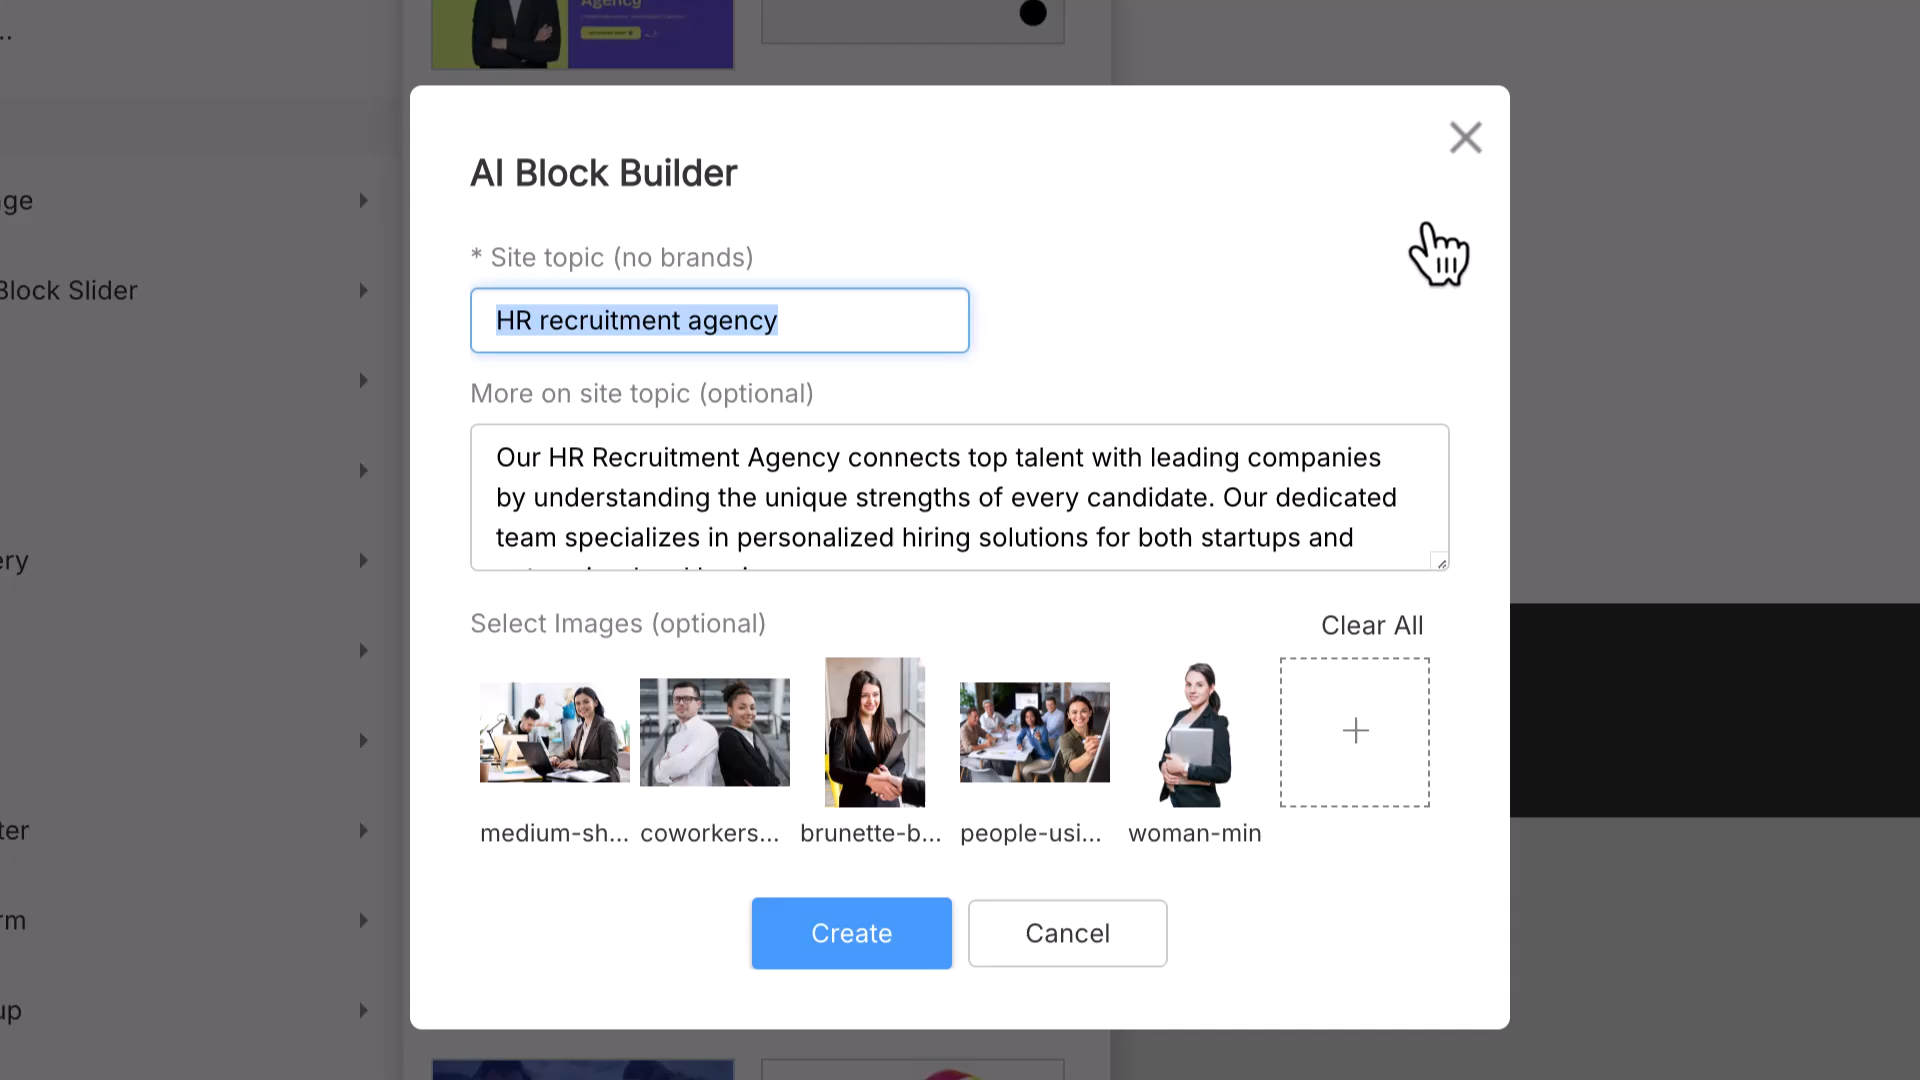 Agency
..
AI Block Builder
ge
* Site topic (no brands)
Block Slider
HR recruitment agency
More on site topic (optional)
Our HR Recruitment Agency connects top talent with leading companies
by understanding the unique strengths of every candidate. Our dedicated
team specializes in personalized hiring solutions for both startups and
ery
Select Images (optional)
Clear All
ter
medium-sh...
coworkers...
brunette-b...
people-usi...
woman-min
rm
Create
Cancel
up